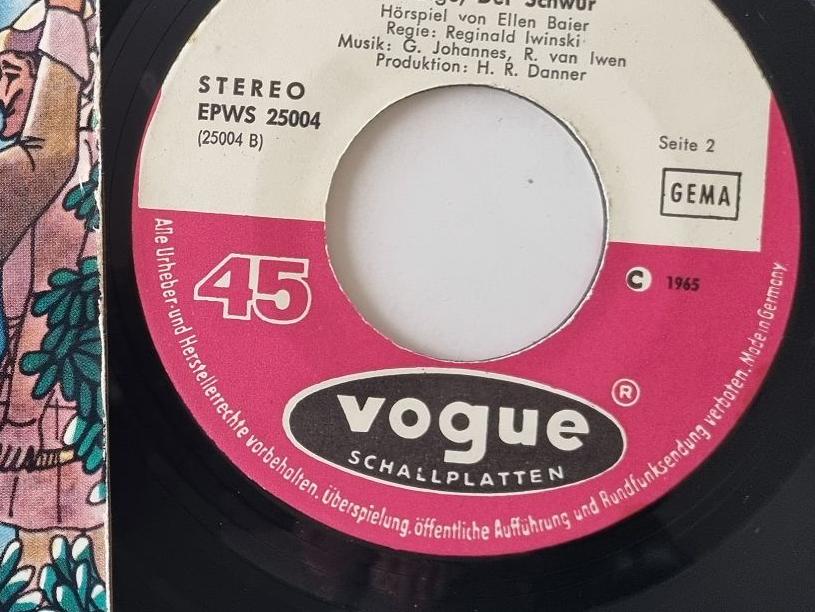 Der Schwur
Hörspiel von Ellen Baier
Regie: Reginald Iwinski
Musik: G. Johannes, R. van Iwen
Produktion: H. R. Danner
STEREO
EPWS 25004
(25004 B)
Seite 2
GEMA
45
C 1965
vogue ®
SCHALLPLATTEN
Alle Urheber- und Herstellerrechte vorbehalten. Überspielung, öffentliche Aufführung und Rundfunksendung verboten. Made in Germany